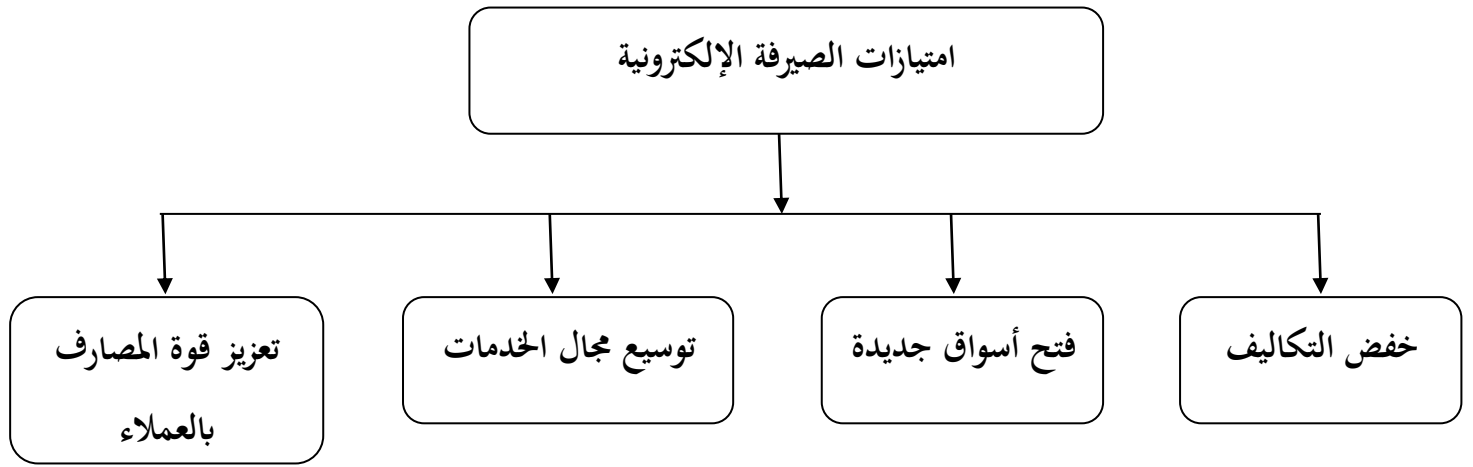 امتيازات الصيرفة الإلكترونية
خفض التكاليف
فتح أسواق جديدة
توسيع مجال الخدمات
تعزيز قوة المصارف
بالعملاء